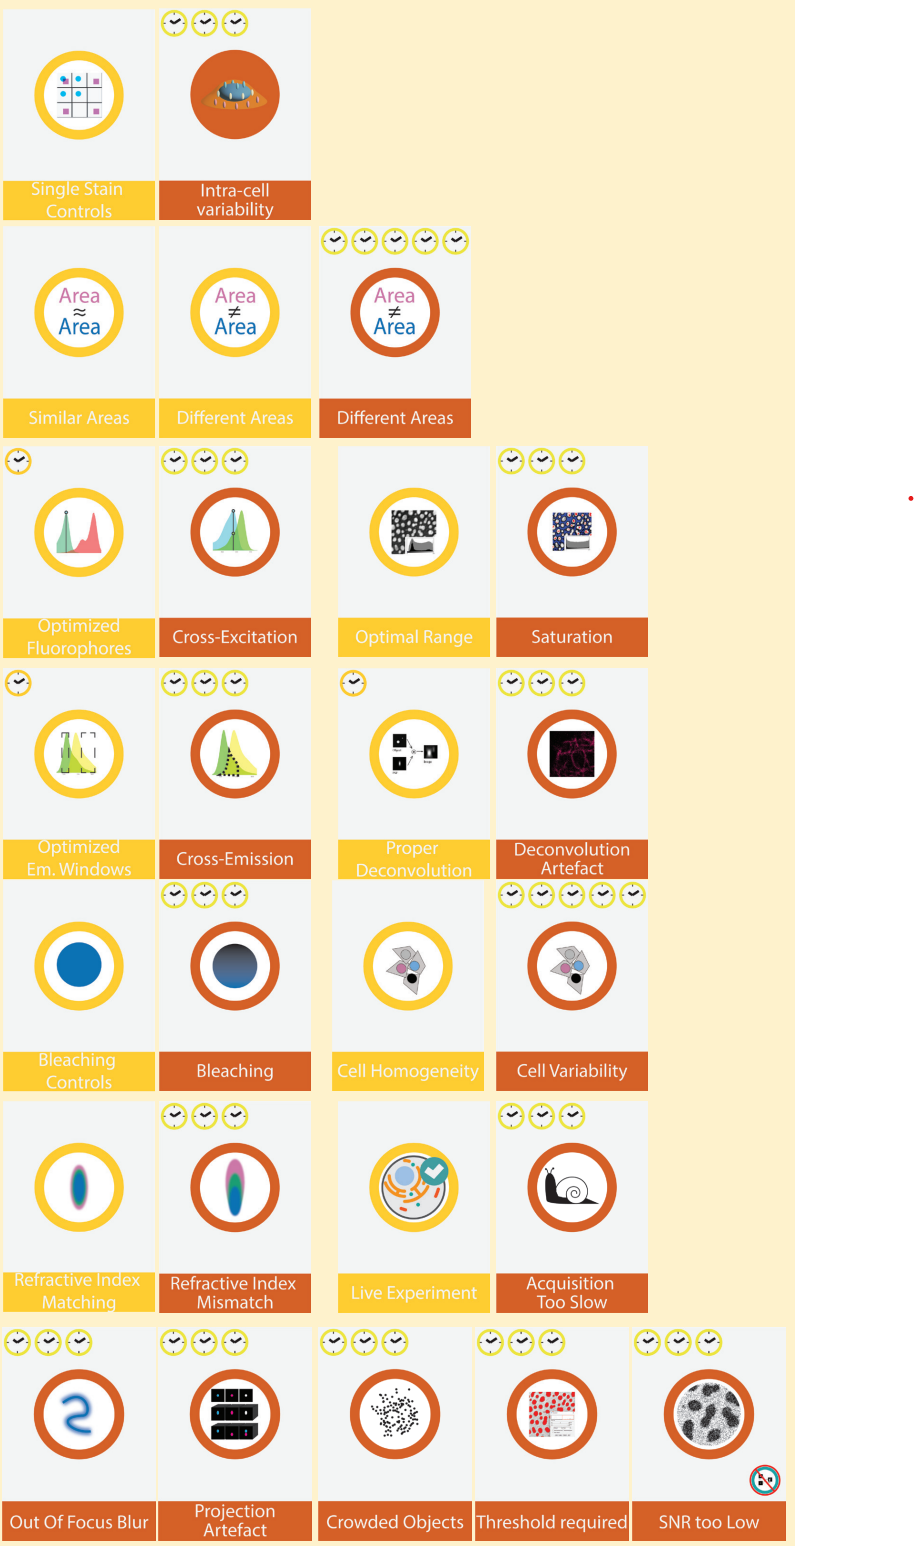 Single Stain
Controls
Intra-cell
variability
Area
≈
Area
Area
≠
Area
Area
≠
Area
Similar Areas
Different Areas
Different Areas
Optimized
Fluorophores
Cross-Excitation
Optimal Range
Saturation
Optimized
Em. Windows
Cross-Emission
Proper
Deconvolution
Deconvolution
Artefact
Bleaching
Controls
Bleaching
Cell Homogeneity
Cell Variability
Refractive Index
Matching
Refractive Index
Mismatch
Live Experiment
Acquisition
Too Slow
Out Of Focus Blur
Projection
Artefact
Crowded Objects
Threshold required
SNR too Low